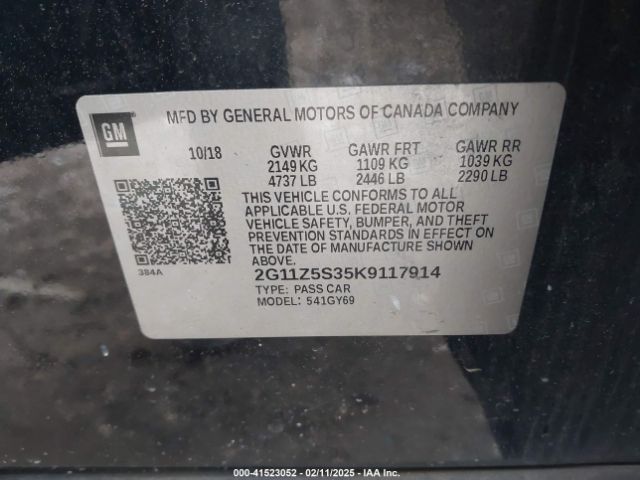 GM
MFD BY GENERAL MOTORS OF CANADA COMPANY
10/18 GVWR GAWR FRT GAWR RR
2149 KG 1109 KG 1039 KG
4737 LB 2446 LB 2290 LB
THIS VEHICLE CONFORMS TO ALL
APPLICABLE U.S. FEDERAL MOTOR
VEHICLE SAFETY, BUMPER, AND THEFT
PREVENTION STANDARDS IN EFFECT ON
THE DATE OF MANUFACTURE SHOWN
ABOVE.
384A
2G11Z5S35K9117914
TYPE: PASS CAR
MODEL: 541GY69
000-41523052 - 02/11/2025 - IAA Inc.